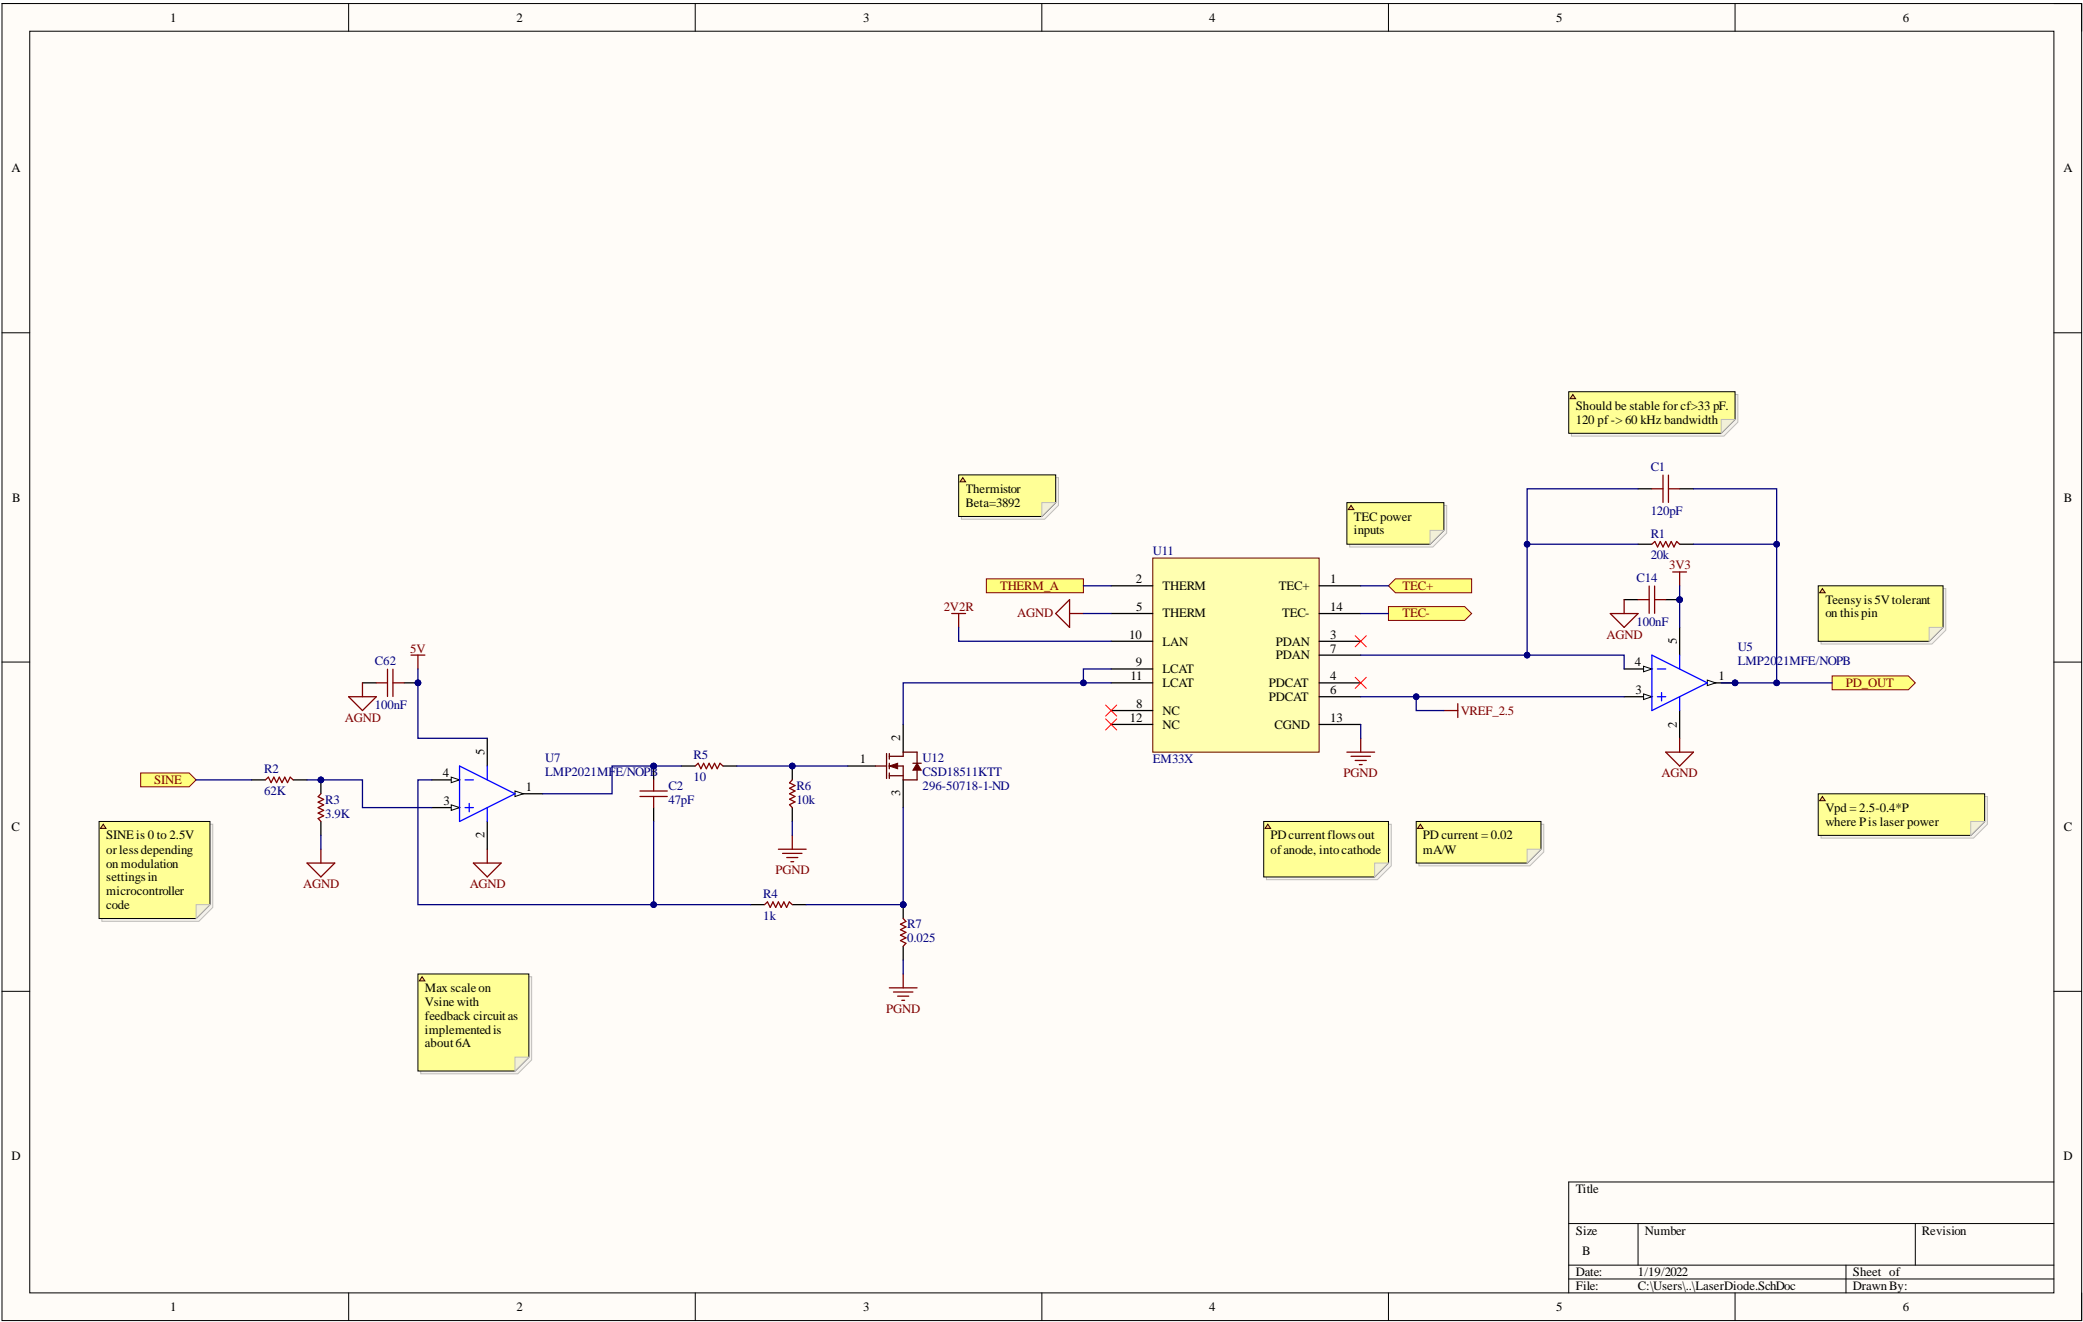 1 2 3 4 5 6
A A
Should be stable for cf>33 pF.
120 pf -> 60 kHz bandwidth
C1
120pF
B B
Thermistor
Beta=3892
TEC power
inputs
R1
20k
3V3
C14
100nF
AGND
U11
THERM_A 2 THERM TEC+ 1 TEC+
AGND 5 THERM TEC- 14 TEC-
2V2R
10 LAN PDAN 3
PDAN 7
9 LCAT
11 LCAT PDCAT 4
PDCAT 6
8 NC
12 NC CGND 13
EM33X
PGND
VREF_2.5
Teensy is 5V tolerant
on this pin
5
4
3
1
2
U5
LMP2021MFE/NOPB
PD_OUT
AGND
5V
C62
100nF
AGND
SINE
R2
62K
R3
3.9K
AGND
5
4
3
1
2
AGND
U7
LMP2021MFE/NOPB
C2
47pF
R5
10
R6
10k
PGND
1
2
3
U12
CSD18511KTT
296-50718-1-ND
R4
1k
R7
0.025
PGND
C C
SINE is 0 to 2.5V
or less depending
on modulation
settings in
microcontroller
code
PD current flows out
of anode, into cathode
PD current = 0.02
mA/W
Vpd = 2.5-0.4*P
where P is laser power
Max scale on
Vsine with
feedback circuit as
implemented is
about 6A
D D
Title
Size Number Revision
B
Date: 1/19/2022 Sheet of
File: C:\Users\..\LaserDiode.SchDoc Drawn By:
1 2 3 4 5 6